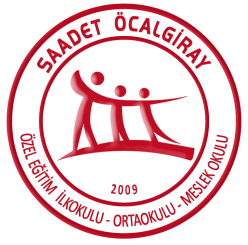 SAADET ÖCALGİRAY
2009
ÖZEL EĞİTİM İLKOKULU - ORTAOKULU - MESLEK OKULU